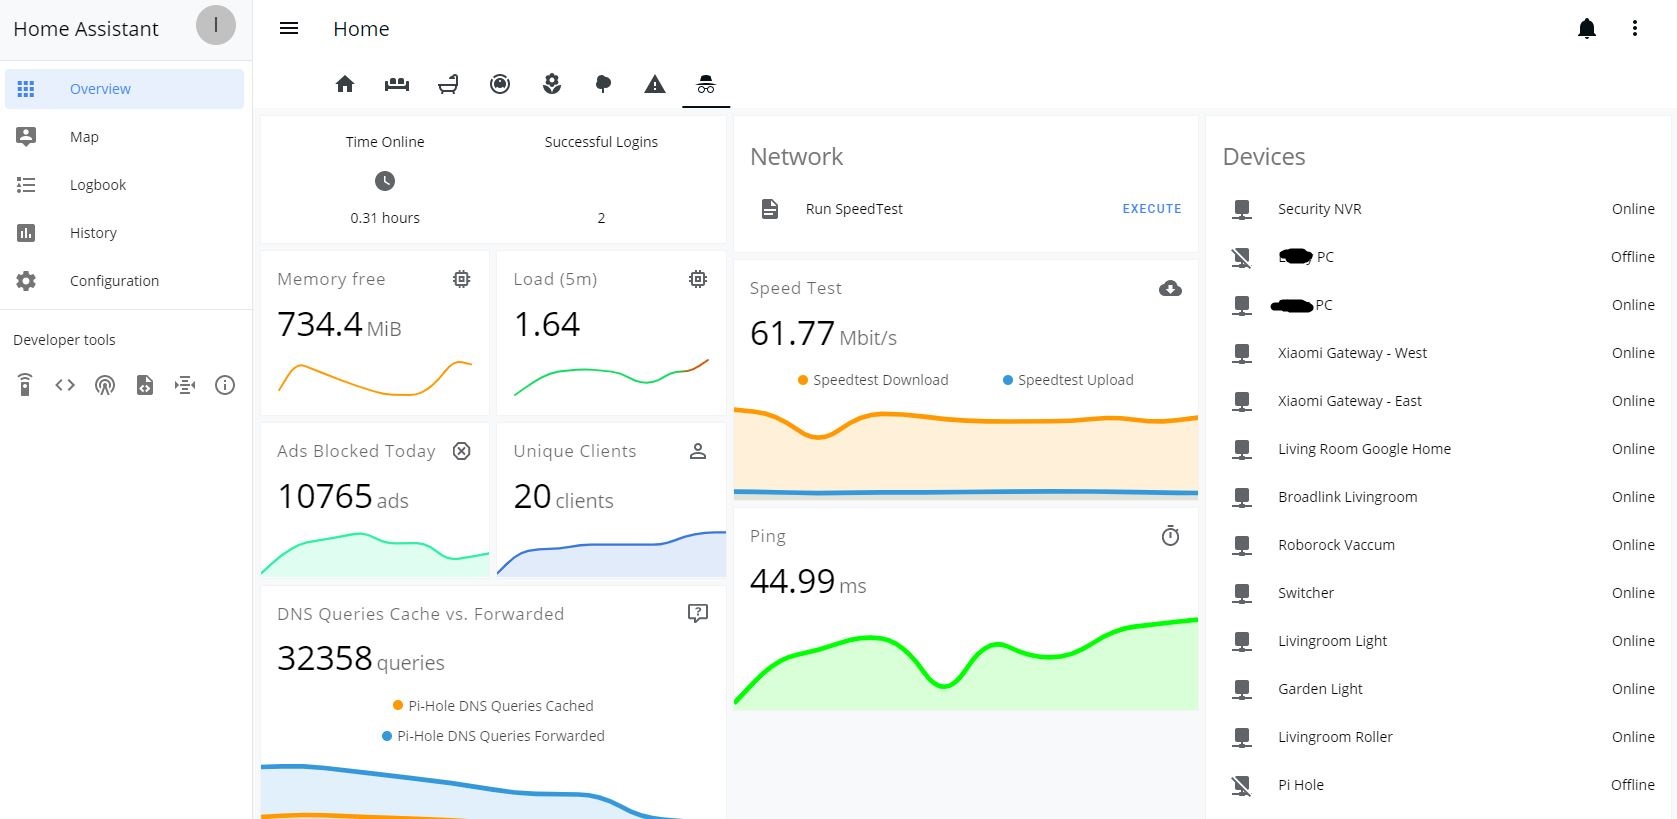 Home Assistant
I
Overview
Map
Logbook
History
Configuration
Developer tools
Home
Time Online
0.31 hours
Successful Logins
2
Memory free
734.4 MiB
Load (5m)
1.64
Ads Blocked Today
10765 ads
Unique Clients
20 clients
DNS Queries Cache vs. Forwarded
?
32358 queries
Pi-Hole DNS Queries Cached
Pi-Hole DNS Queries Forwarded
Network
Run SpeedTest EXECUTE
Speed Test
61.77 Mbit/s
Speedtest Download Speedtest Upload
Ping
44.99 ms
Devices
Security NVR Online
PC Offline
PC Online
Xiaomi Gateway - West Online
Xiaomi Gateway - East Online
Living Room Google Home Online
Broadlink Livingroom Online
Roborock Vaccum Online
Switcher Online
Livingroom Light Online
Garden Light Online
Livingroom Roller Online
Pi Hole Offline